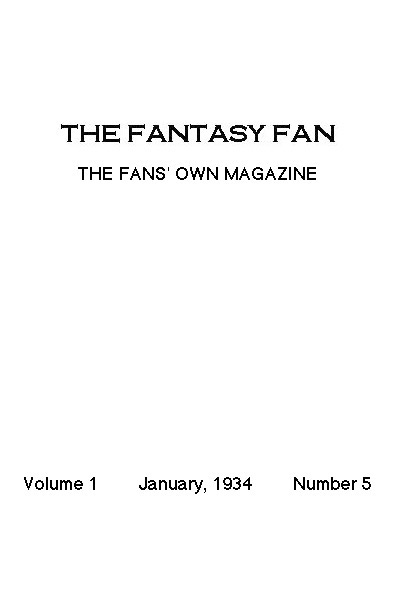 THE FANTASY FAN
THE FANS' OWN MAGAZINE
Volume 1 January, 1934 Number 5